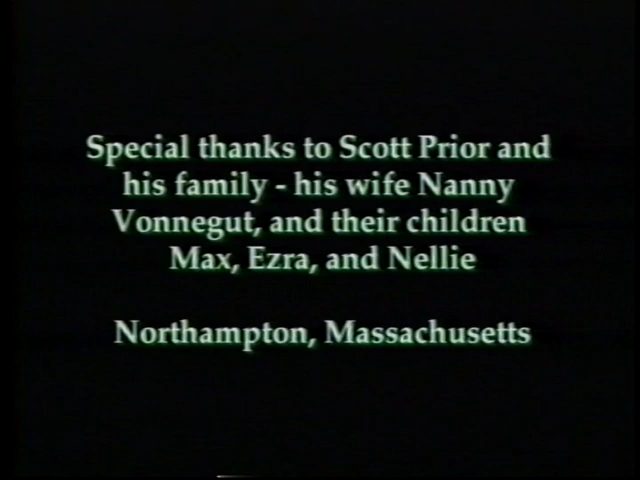 Special thanks to Scott Prior and
his family - his wife Nanny
Vonnegut, and their children
Max, Ezra, and Nellie
Northampton, Massachusetts